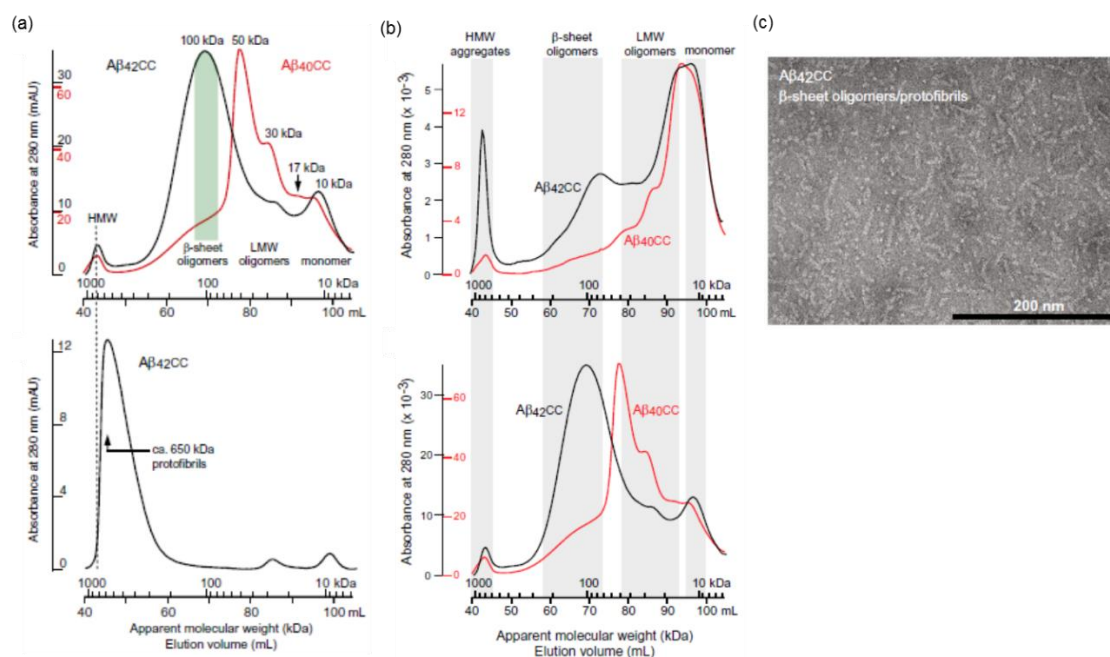 (a)
Absorbance at 280 nm (mAU)
30
60
20
40
10
20
0
0
Aβ42CC
100 kDa
50 kDa
Aβ40CC
30 kDa
17 kDa
10 kDa
HMW
β-sheet
oligomers
LMW
oligomers
monomer
1000 100 10 kDa
40 60 80 100 mL
Absorbance at 280 nm (mAU)
12
8
4
0
Aβ42CC
ca. 650 kDa
protofibrils
1000 100 10 kDa
40 60 80 100 mL
Apparent molecular weight (kDa)
Elution volume (mL)
(b)
HMW
aggregates
β-sheet
oligomers
LMW
oligomers
monomer
Absorbance at 280 nm (x 10-3)
5
4
3
2
1
0
12
8
4
0
Aβ42CC
Aβ40CC
1000 100 10 kDa
40 50 60 70 80 90 100 mL
Absorbance at 280 nm (x 10-3)
30
20
10
0
60
40
20
0
Aβ42CC
Aβ40CC
1000 100 10 kDa
40 50 60 70 80 90 100 mL
Apparent molecular weight (kDa)
Elution volume (mL)
(c)
Aβ42CC
β-sheet oligomers/protofibrils
200 nm